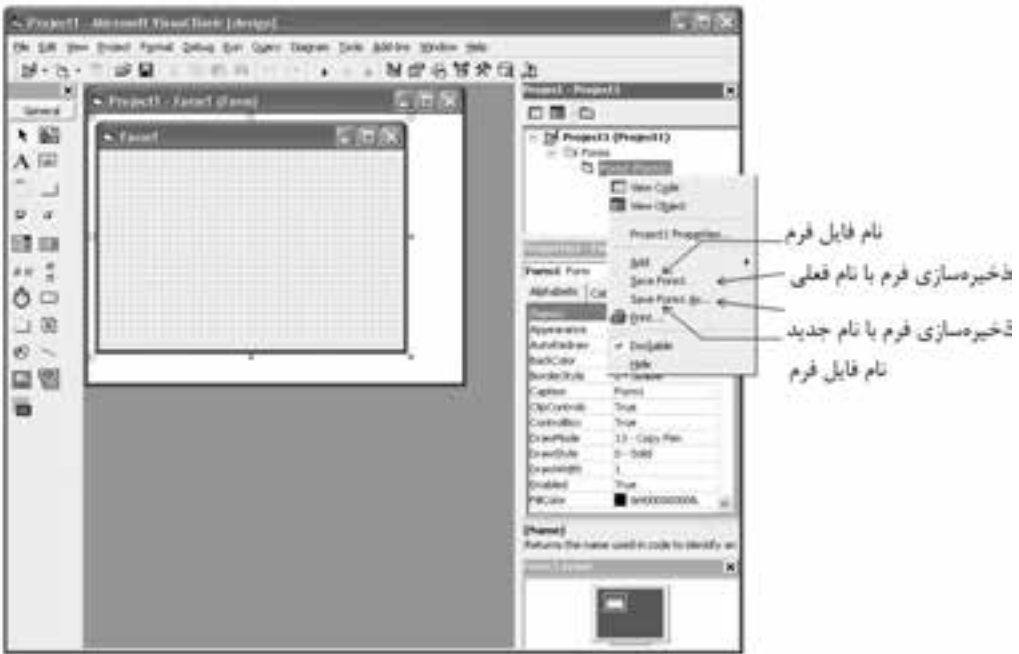 Project1 - Microsoft Visual Basic [design]
File Edit View Project Format Debug Run Query Diagram Tools Add-Ins Window Help
General
Project1 - Form1 (Form)
Form1
Project - Project1
Project1 (Project1)
Forms
View Code
View Object
Project1 Properties...
Add
Save Form1
Save Form1 As...
Print...
Dockable
Hide
نام فایل فرم
ذخیره‌سازی فرم با نام فعلی
ذخیره‌سازی فرم با نام جدید
نام فایل فرم
Form1 Form
Alphabetic
Appearance
AutoRedraw
BackColor
BorderStyle
Caption Form1
ClipControls True
ControlBox True
DrawMode 13 - Copy Pen
DrawStyle 0 - Solid
DrawWidth 1
Enabled True
FillColor
(Name)
Returns the name used in code to identify an